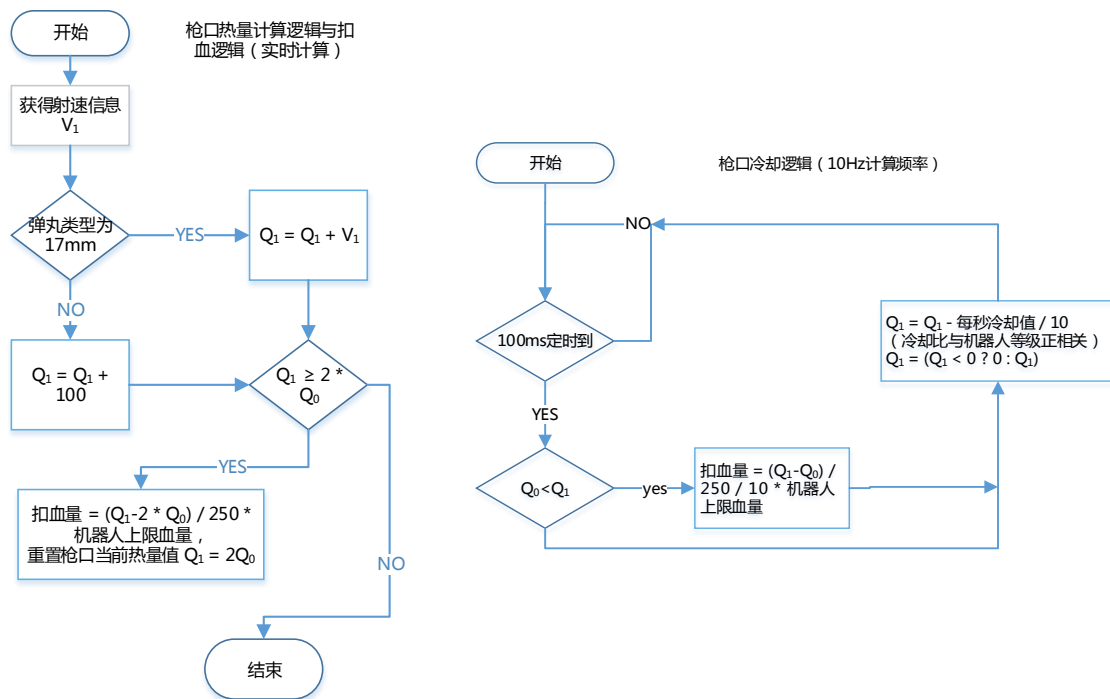 开始
枪口热量计算逻辑与扣
血逻辑（实时计算）
获得射速信息
V₁
弹丸类型为
17mm
YES
Q₁ = Q₁ + V₁
NO
Q₁ = Q₁ +
100
Q₁ ≥ 2 *
Q₀
YES
扣血量 = (Q₁-2 * Q₀) / 250 *
机器人上限血量，
重置枪口当前热量值 Q₁ = 2Q₀
NO
结束
开始
枪口冷却逻辑（10Hz计算频率）
NO
100ms定时到
YES
Q₀<Q₁
yes
扣血量 = (Q₁-Q₀) /
250 / 10 * 机器人
上限血量
Q₁ = Q₁ - 每秒冷却值 / 10
（冷却比与机器人等级正相关）
Q₁ = (Q₁ < 0 ? 0 : Q₁)